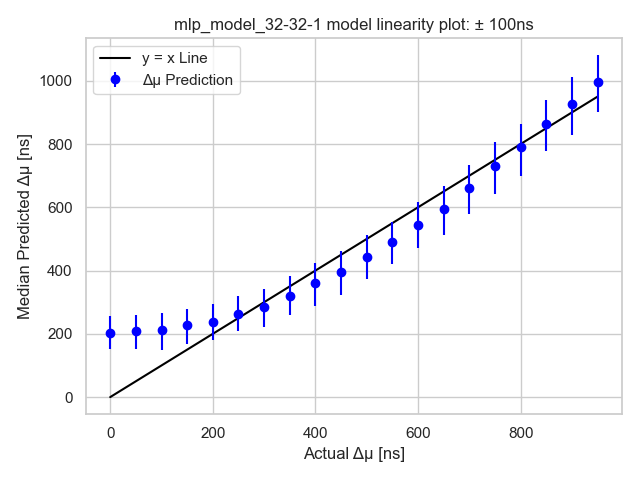 mlp_model_32-32-1 model linearity plot: ± 100ns
y = x Line
Δμ Prediction
Median Predicted Δμ [ns]
1000
800
600
400
200
0
0 200 400 600 800
Actual Δμ [ns]